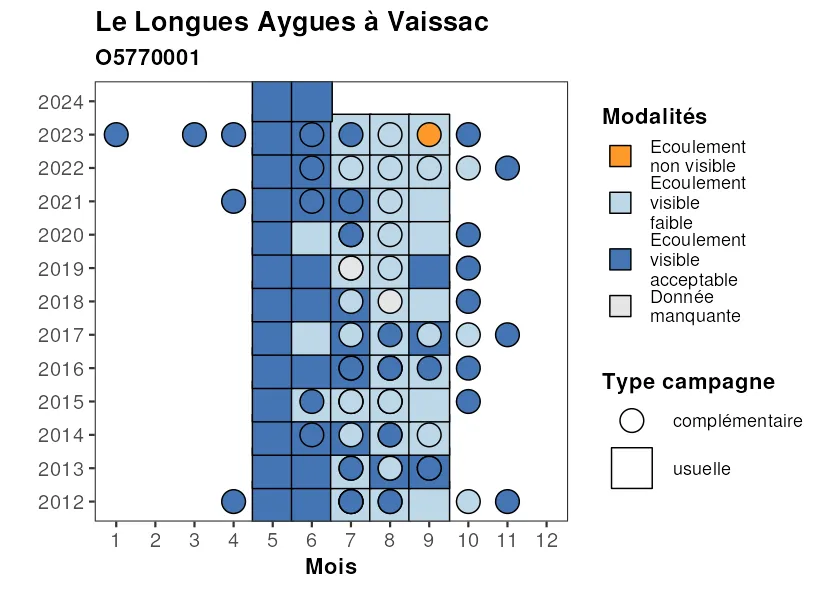 Le Longues Aygues à Vaissac
O5770001
2024
2023
2022
2021
2020
2019
2018
2017
2016
2015
2014
2013
2012
1 2 3 4 5 6 7 8 9 10 11 12
Mois
Modalités
Ecoulement
non visible
Ecoulement
visible
faible
Ecoulement
visible
acceptable
Donnée
manquante
Type campagne
complémentaire
usuelle